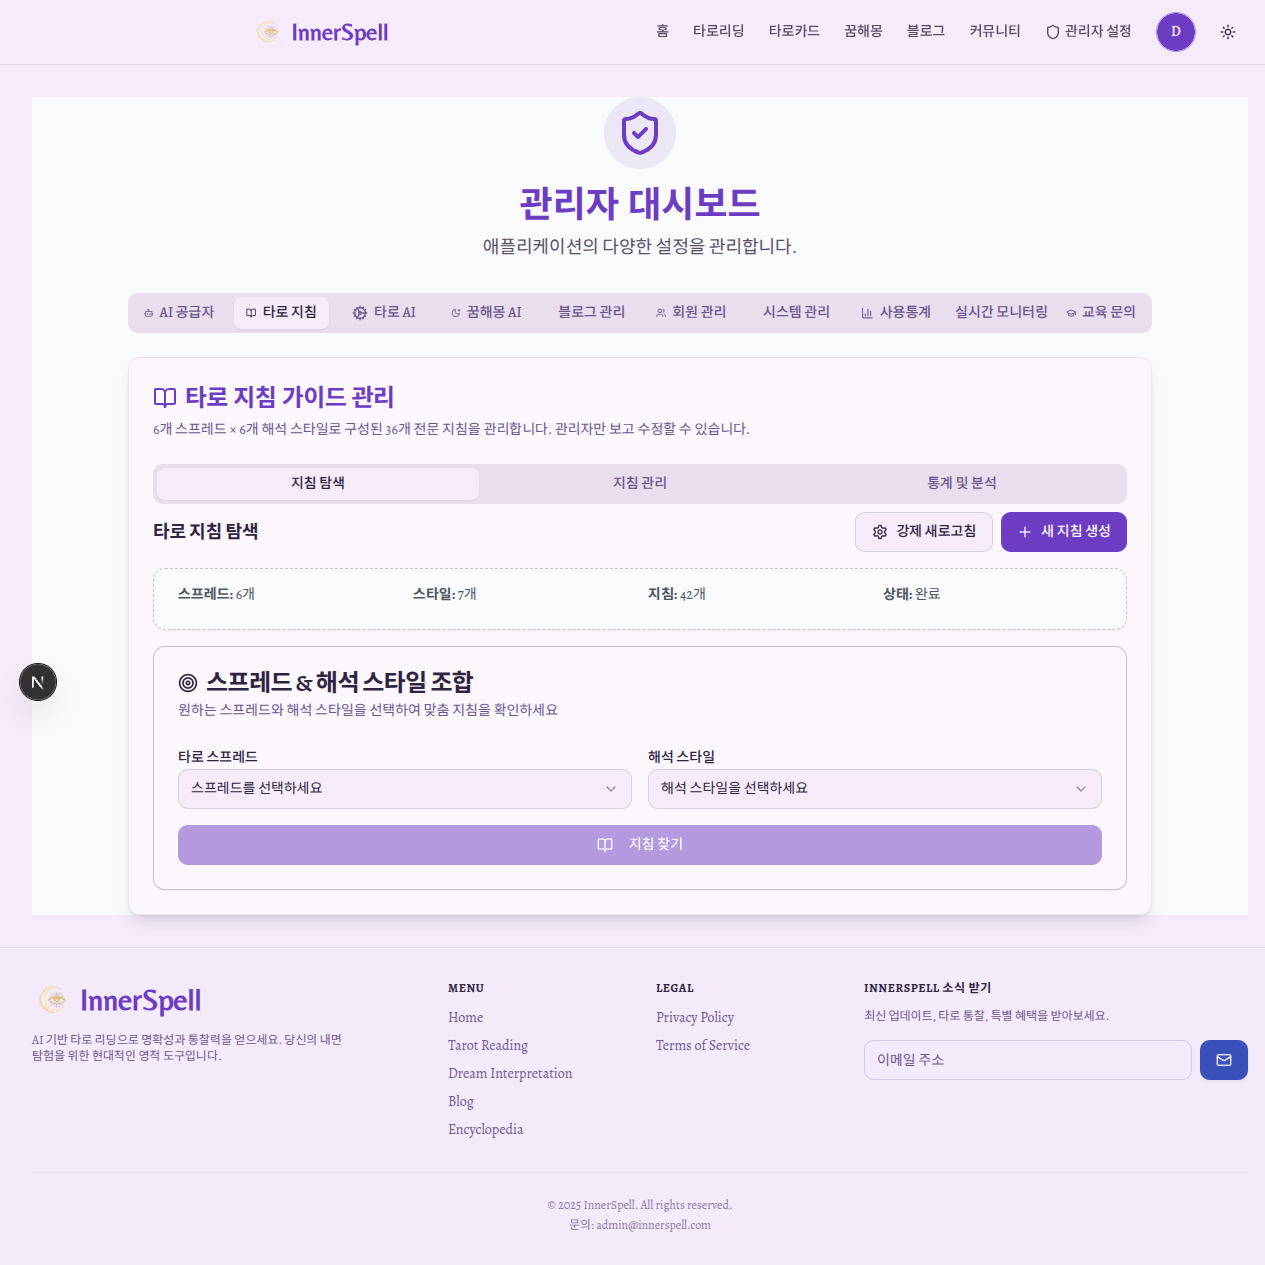 InnerSpell
홈 타로리딩 타로카드 꿈해몽 블로그 커뮤니티 관리자 설정 D
관리자 대시보드
애플리케이션의 다양한 설정을 관리합니다.
AI 공급자 타로 지침 타로 AI 꿈해몽 AI 블로그 관리 회원 관리 시스템 관리 사용통계 실시간 모니터링 교육 문의
타로 지침 가이드 관리
6개 스프레드 × 6개 해석 스타일로 구성된 36개 전문 지침을 관리합니다. 관리자만 보고 수정할 수 있습니다.
지침 탐색 지침 관리 통계 및 분석
타로 지침 탐색
강제 새로고침 새 지침 생성
스프레드: 6개 스타일: 7개 지침: 42개 상태: 완료
N
스프레드 & 해석 스타일 조합
원하는 스프레드와 해석 스타일을 선택하여 맞춤 지침을 확인하세요
타로 스프레드 해석 스타일
스프레드를 선택하세요 해석 스타일을 선택하세요
지침 찾기
InnerSpell
AI 기반 타로 리딩으로 명확성과 통찰력을 얻으세요. 당신의 내면
탐험을 위한 현대적인 영적 도구입니다.
MENU
Home
Tarot Reading
Dream Interpretation
Blog
Encyclopedia
LEGAL
Privacy Policy
Terms of Service
INNERSPELL 소식 받기
최신 업데이트, 타로 통찰, 특별 혜택을 받아보세요.
이메일 주소
© 2025 InnerSpell. All rights reserved.
문의: admin@innerspell.com